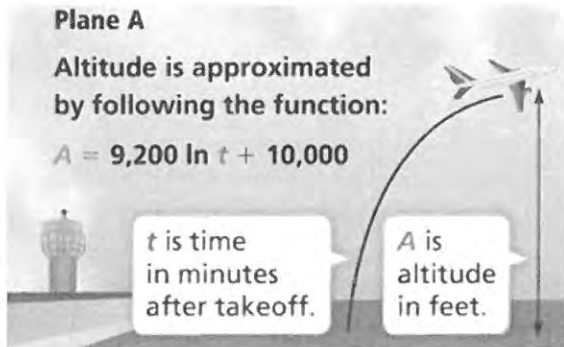 Plane A
Altitude is approximated
by following the function:
A = 9,200 ln t + 10,000
t is time
in minutes
after takeoff.
A is
altitude
in feet.